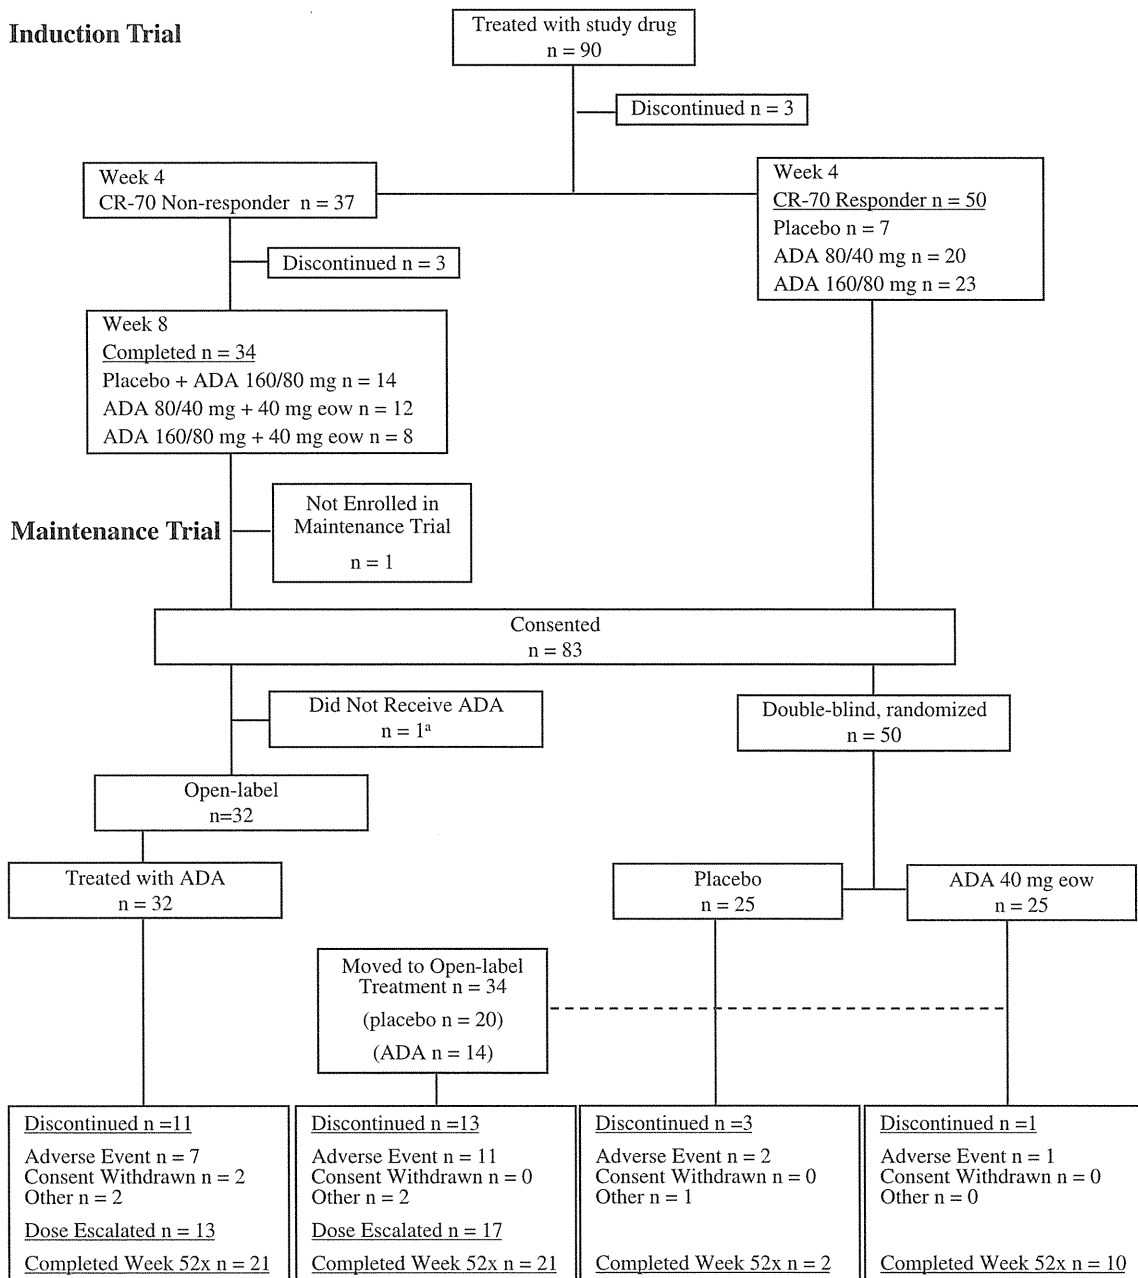 Induction Trial
Treated with study drug
n = 90
Discontinued n = 3
Week 4
CR-70 Non-responder n = 37
Week 4
CR-70 Responder n = 50
Placebo n = 7
ADA 80/40 mg n = 20
ADA 160/80 mg n = 23
Discontinued n = 3
Week 8
Completed n = 34
Placebo + ADA 160/80 mg n = 14
ADA 80/40 mg + 40 mg eow n = 12
ADA 160/80 mg + 40 mg eow n = 8
Not Enrolled in
Maintenance Trial
n = 1
Maintenance Trial
Consented
n = 83
Did Not Receive ADA
n = 1ᵃ
Double-blind, randomized
n = 50
Open-label
n=32
Treated with ADA
n = 32
Placebo
n = 25
ADA 40 mg eow
n = 25
Moved to Open-label
Treatment n = 34
(placebo n = 20)
(ADA n = 14)
Discontinued n =11
Adverse Event n = 7
Consent Withdrawn n = 2
Other n = 2
Dose Escalated n = 13
Completed Week 52x n = 21
Discontinued n =13
Adverse Event n = 11
Consent Withdrawn n = 0
Other n = 2
Dose Escalated n = 17
Completed Week 52x n = 21
Discontinued n =3
Adverse Event n = 2
Consent Withdrawn n = 0
Other n = 1
Completed Week 52x n = 2
Discontinued n =1
Adverse Event n = 1
Consent Withdrawn n = 0
Other n = 0
Completed Week 52x n = 10